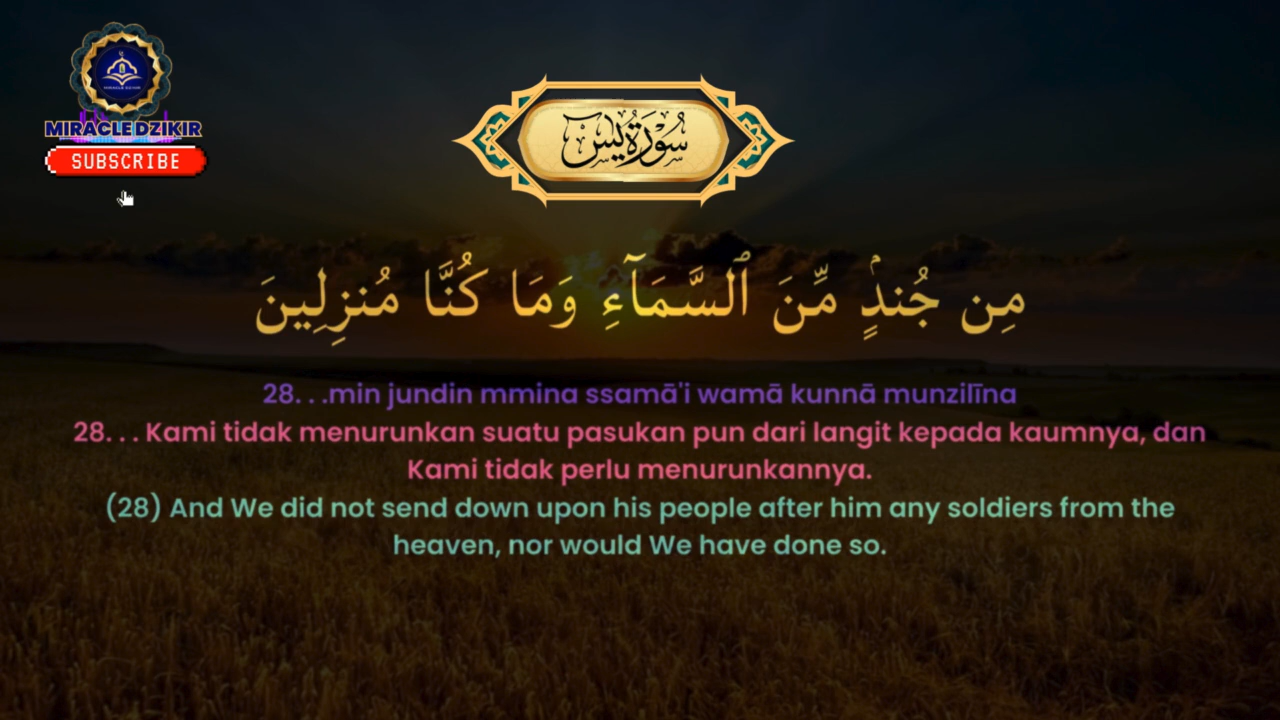 MIRACLE DZIKIR
MIRACLEDZIKIR
SUBSCRIBE
سُوْرَةُ يٰسٓ
مِن جُندٍۢ مِّنَ ٱلسَّمَآءِ وَمَا كُنَّا مُنزِلِينَ
28. . .min jundin mmina ssamā'i wamā kunnā munzilīna
28. . . Kami tidak menurunkan suatu pasukan pun dari langit kepada kaumnya, dan
Kami tidak perlu menurunkannya.
(28) And We did not send down upon his people after him any soldiers from the
heaven, nor would We have done so.